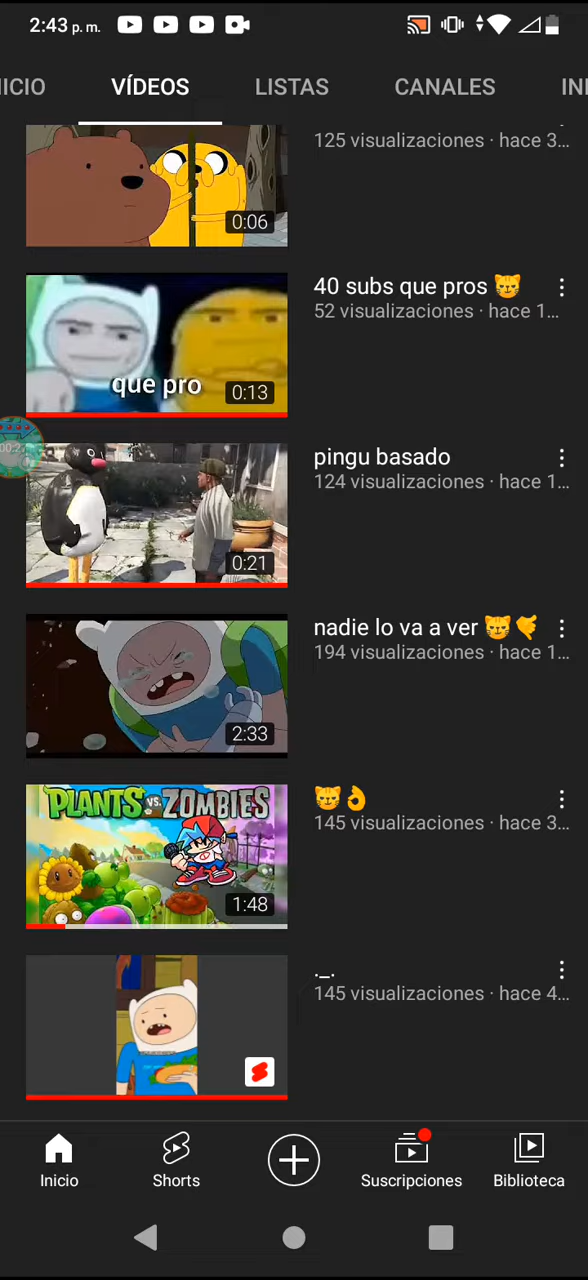 2:43 p. m.
ICIO VÍDEOS LISTAS CANALES IN
125 visualizaciones · hace 3...
0:06
40 subs que pros 😼
52 visualizaciones · hace 1...
que pro
0:13
pingu basado
124 visualizaciones · hace 1...
0:21
nadie lo va a ver 😼🤙
194 visualizaciones · hace 1...
2:33
PLANTS VS. ZOMBIES
😼👌
145 visualizaciones · hace 3...
1:48
._.
145 visualizaciones · hace 4...
Inicio Shorts Suscripciones Biblioteca